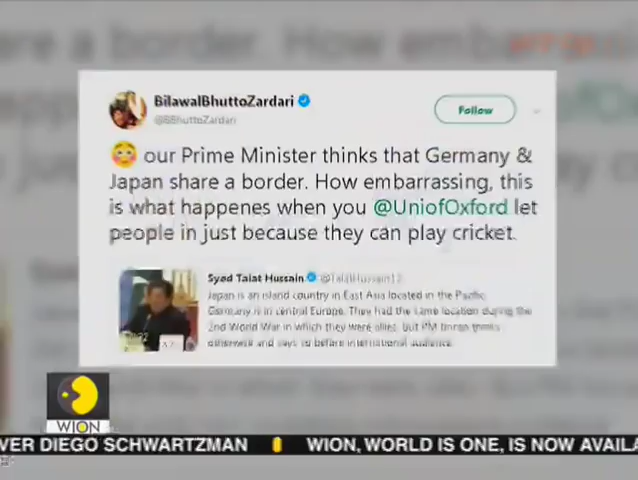 BilawalBhuttoZardari
@BBhuttoZardari
Follow
our Prime Minister thinks that Germany &
Japan share a border. How embarrassing, this
is what happenes when you @UniofOxford let
people in just because they can play cricket.
Syed Talat Hussain @TalatHussain12
Japan is an island country in East Asia located in the Pacific.
Germany is in central Europe. They had the same location during the
2nd World War in which they were allies. But PM Imran thinks
otherwise and says so before international audience.
WION
VER DIEGO SCHWARTZMAN WION, WORLD IS ONE, IS NOW AVAILA